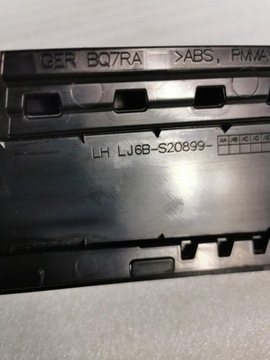 GER BQ7RA >ABS, PMMA
LH LJ6B-S20899-